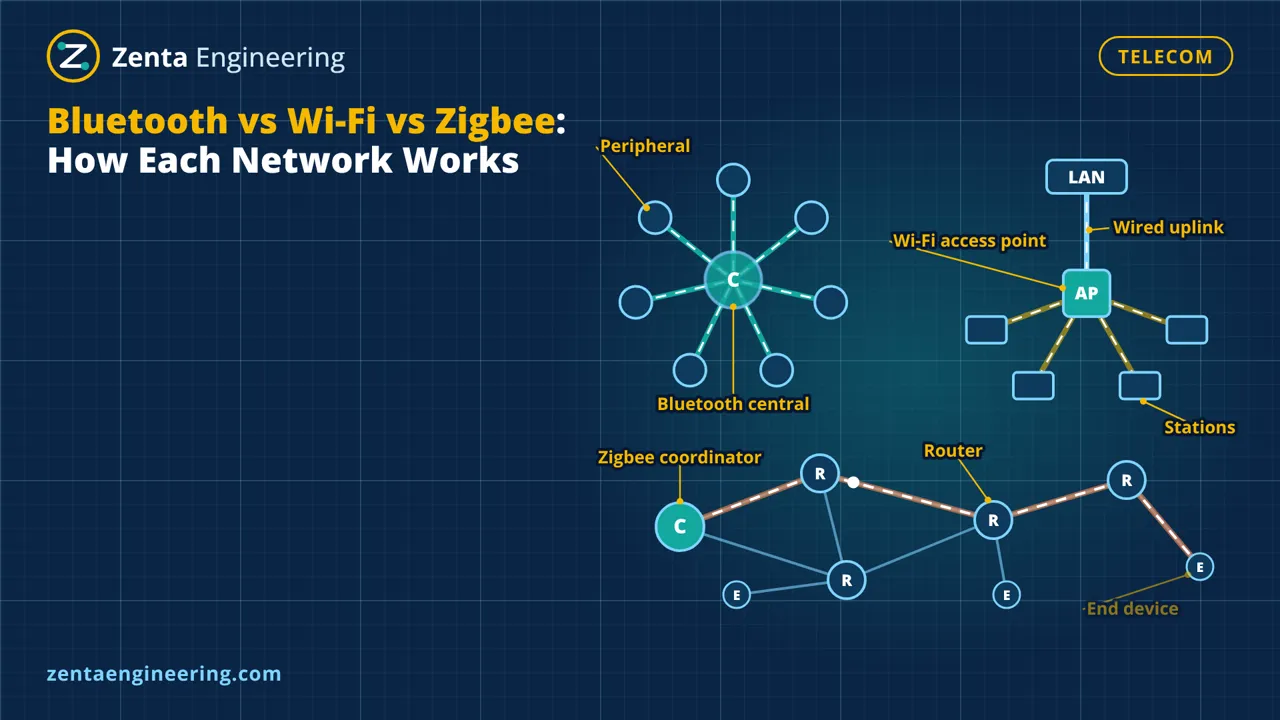 Zenta Engineering
TELECOM
Bluetooth vs Wi-Fi vs Zigbee:
How Each Network Works
Peripheral
C
Bluetooth central
LAN
Wired uplink
Wi-Fi access point
AP
Stations
Zigbee coordinator
Router
R
R
C
R
R
E
E
E
End device
zentaengineering.com